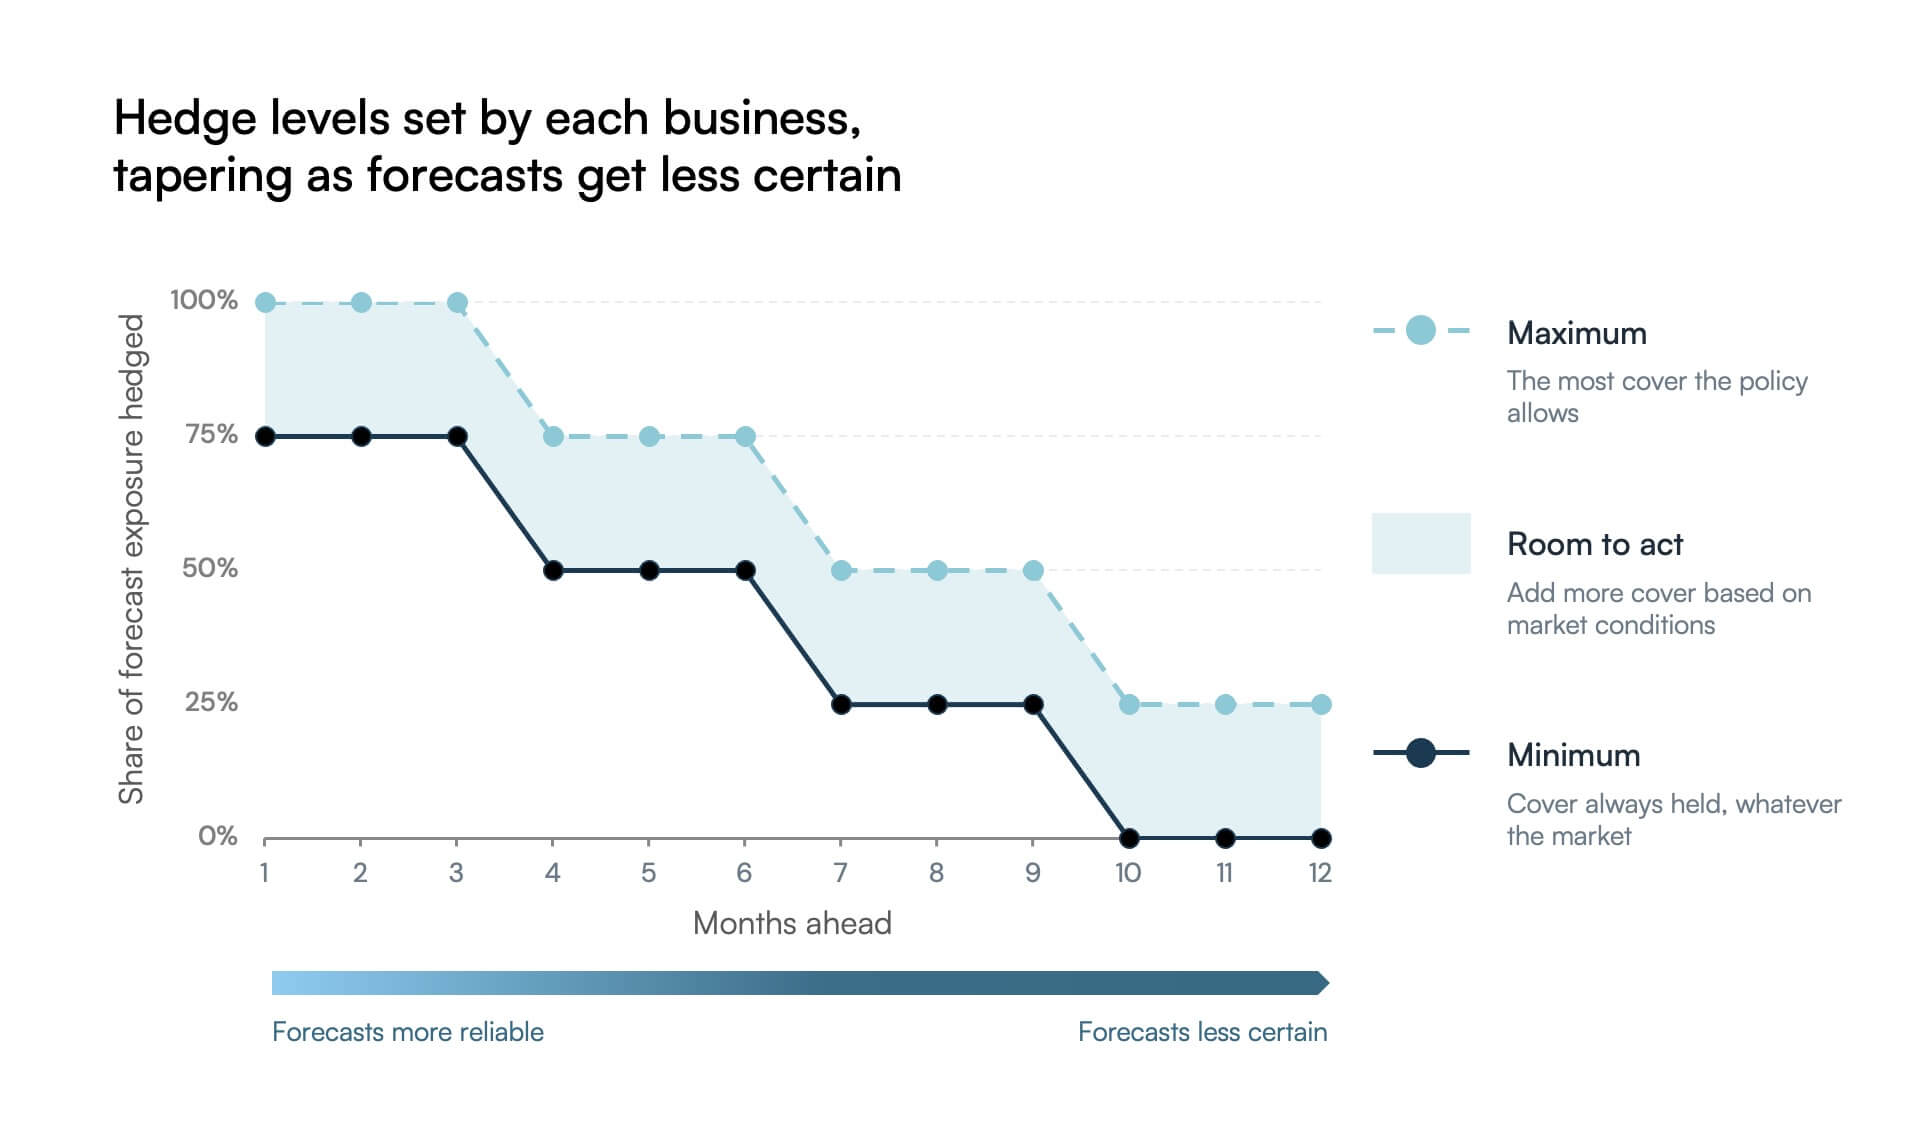 Hedge levels set by each business,
tapering as forecasts get less certain
Share of forecast exposure hedged
100%
75%
50%
25%
0%
1 2 3 4 5 6 7 8 9 10 11 12
Months ahead
Forecasts more reliable
Forecasts less certain
Maximum
The most cover the policy
allows
Room to act
Add more cover based on
market conditions
Minimum
Cover always held, whatever
the market